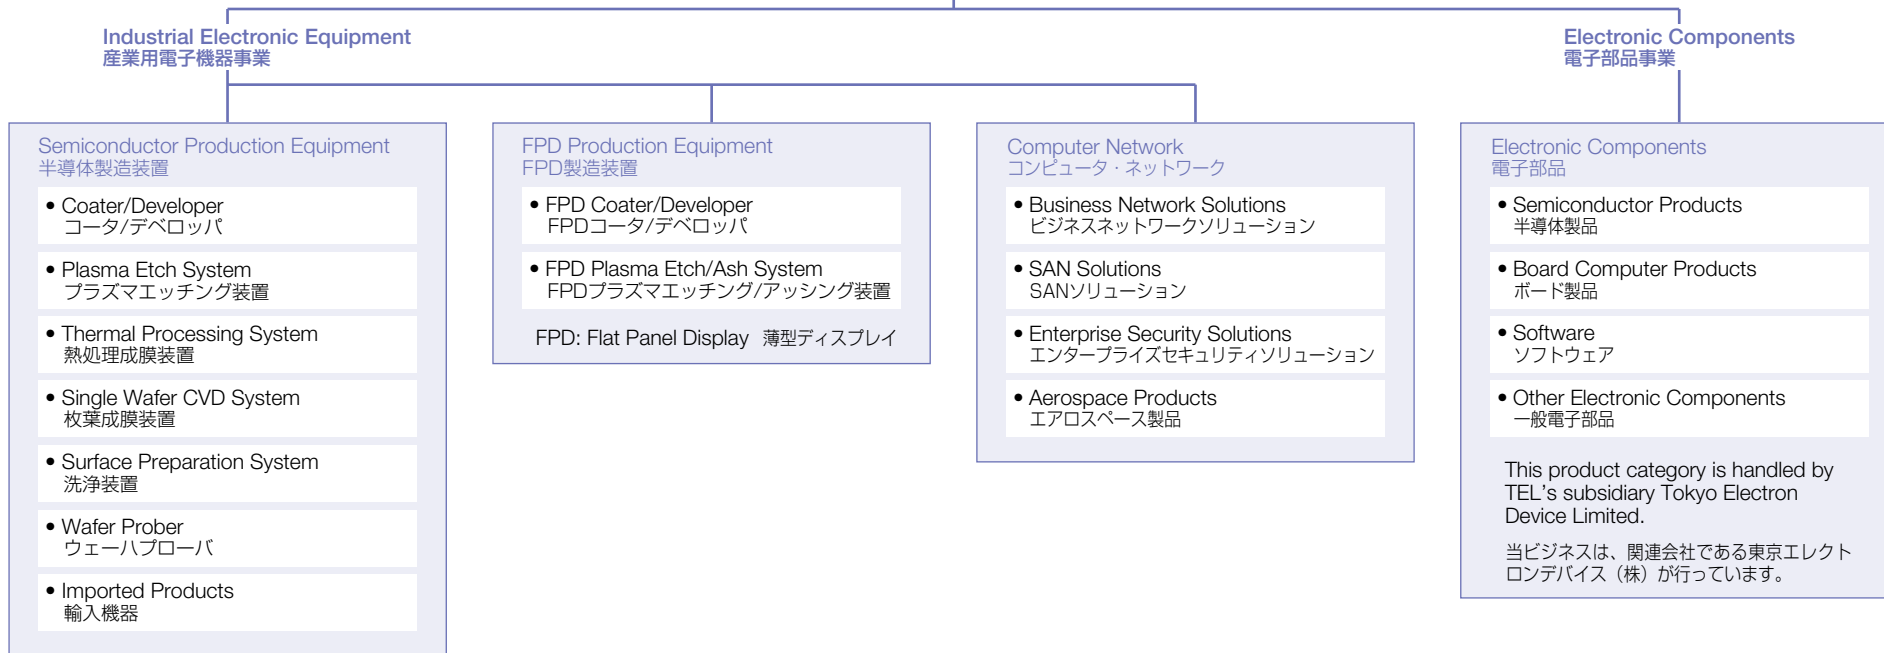 Industrial Electronic Equipment
産業用電子機器事業
Electronic Components
電子部品事業
Semiconductor Production Equipment
半導体製造装置
• Coater/Developer
コータ/デベロッパ
• Plasma Etch System
プラズマエッチング装置
• Thermal Processing System
熱処理成膜装置
• Single Wafer CVD System
枚葉成膜装置
• Surface Preparation System
洗浄装置
• Wafer Prober
ウェーハプローバ
• Imported Products
輸入機器
FPD Production Equipment
FPD製造装置
• FPD Coater/Developer
FPDコータ/デベロッパ
• FPD Plasma Etch/Ash System
FPDプラズマエッチング/アッシング装置
FPD: Flat Panel Display 薄型ディスプレイ
Computer Network
コンピュータ・ネットワーク
• Business Network Solutions
ビジネスネットワークソリューション
• SAN Solutions
SANソリューション
• Enterprise Security Solutions
エンタープライズセキュリティソリューション
• Aerospace Products
エアロスペース製品
Electronic Components
電子部品
• Semiconductor Products
半導体製品
• Board Computer Products
ボード製品
• Software
ソフトウェア
• Other Electronic Components
一般電子部品
This product category is handled by
TEL's subsidiary Tokyo Electron
Device Limited.
当ビジネスは、関連会社である東京エレクト
ロンデバイス（株）が行っています。